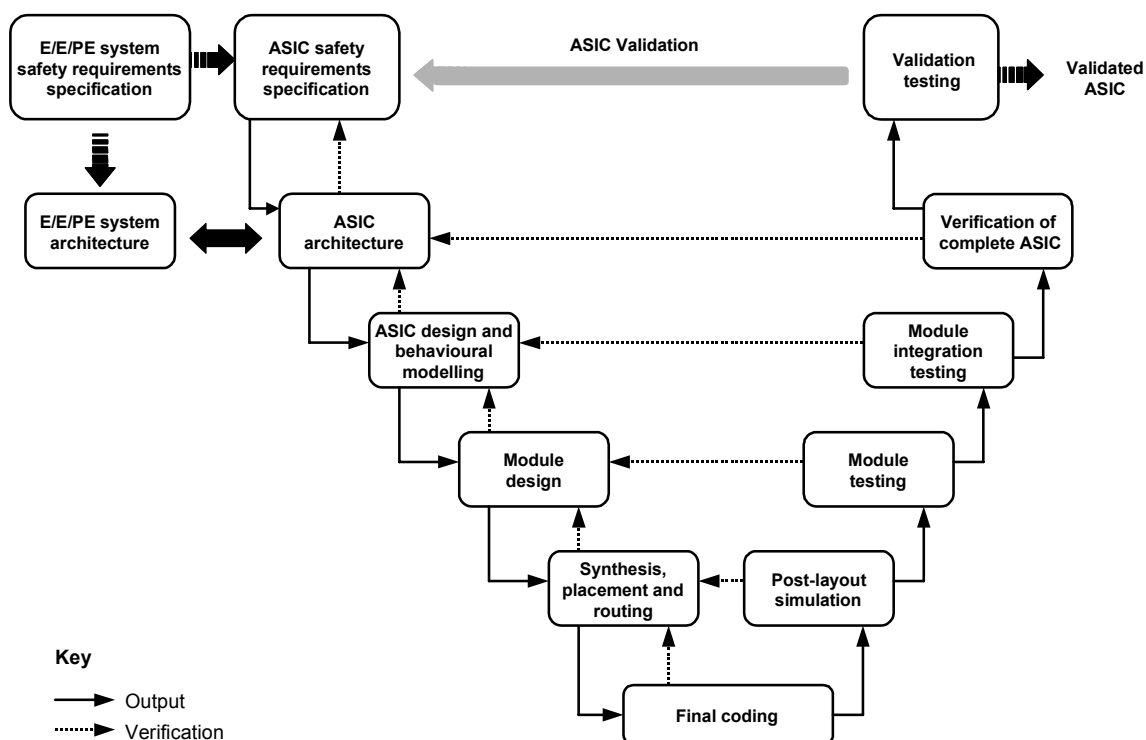 E/E/PE system
safety requirements
specification
ASIC safety
requirements
specification
ASIC Validation
Validation
testing
Validated
ASIC
E/E/PE system
architecture
ASIC
architecture
Verification of
complete ASIC
ASIC design and
behavioural
modelling
Module
integration
testing
Module
design
Module
testing
Synthesis,
placement and
routing
Post-layout
simulation
Final coding
Key
Output
Verification